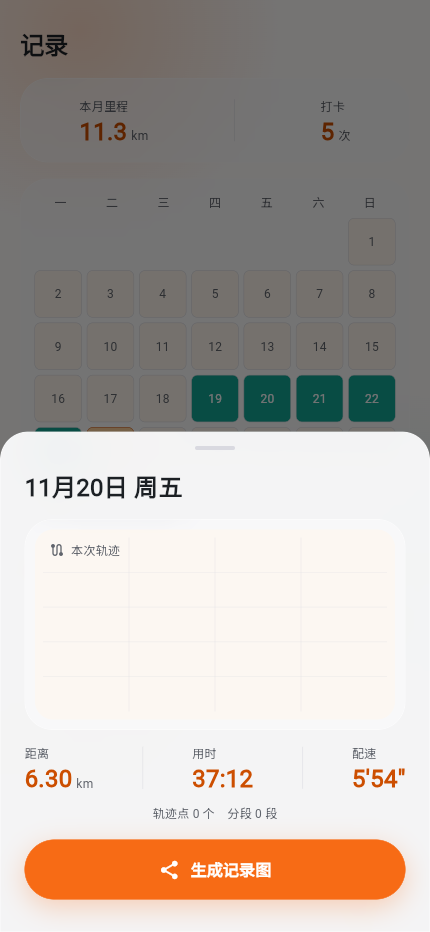 记录
本月里程 打卡
11.3 km 5 次
一 二 三 四 五 六 日
1
2 3 4 5 6 7 8
9 10 11 12 13 14 15
16 17 18 19 20 21 22
11月20日 周五
本次轨迹
距离 用时 配速
6.30 km 37:12 5'54"
轨迹点 0 个 分段 0 段
生成记录图